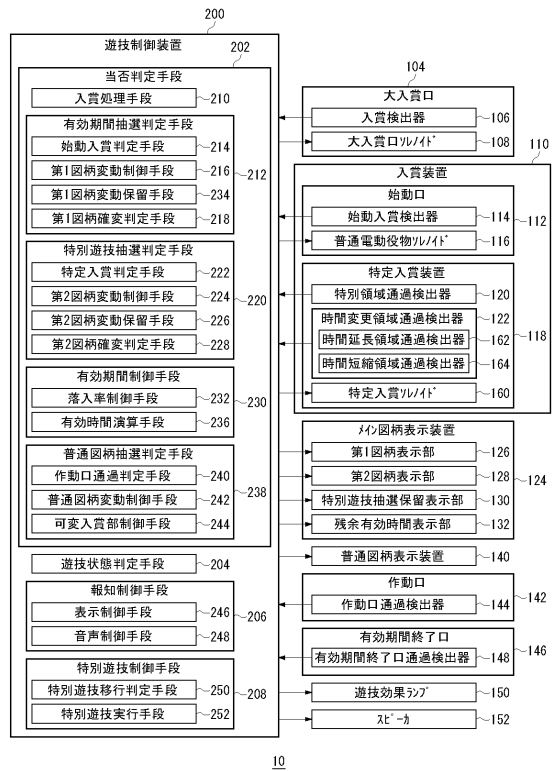 200
遊技制御装置
202
当否判定手段
入賞処理手段 210
有効期間抽選判定手段
始動入賞判定手段 214
第1図柄変動制御手段 216
212
第1図柄変動保留手段 234
第1図柄確変判定手段 218
特別遊技抽選判定手段
特定入賞判定手段 222
第2図柄変動制御手段 224
220
第2図柄変動保留手段 226
第2図柄確変判定手段 228
有効期間制御手段
落入率制御手段 232
230
有効時間演算手段 236
普通図柄抽選判定手段
作動口通過判定手段 240
普通図柄変動制御手段 242
238
可変入賞部制御手段 244
遊技状態判定手段 204
報知制御手段
表示制御手段 246
206
音声制御手段 248
特別遊技制御手段
特別遊技移行判定手段 250
208
特別遊技実行手段 252
104
大入賞口
入賞検出器 106
大入賞口ソレノイド 108
110
入賞装置
始動口
始動入賞検出器 114
112
普通電動役物ソレノイド 116
特定入賞装置
特別領域通過検出器 120
時間変更領域通過検出器 122
時間延長領域通過検出器 162
118
時間短縮領域通過検出器 164
特定入賞ソレノイド 160
メイン図柄表示装置
第1図柄表示部 126
第2図柄表示部 128
124
特別遊技抽選保留表示部 130
残余有効時間表示部 132
普通図柄表示装置 140
作動口
142
作動口通過検出器 144
有効期間終了口
146
有効期間終了口通過検出器 148
遊技効果ランプ 150
スピーカ 152
10